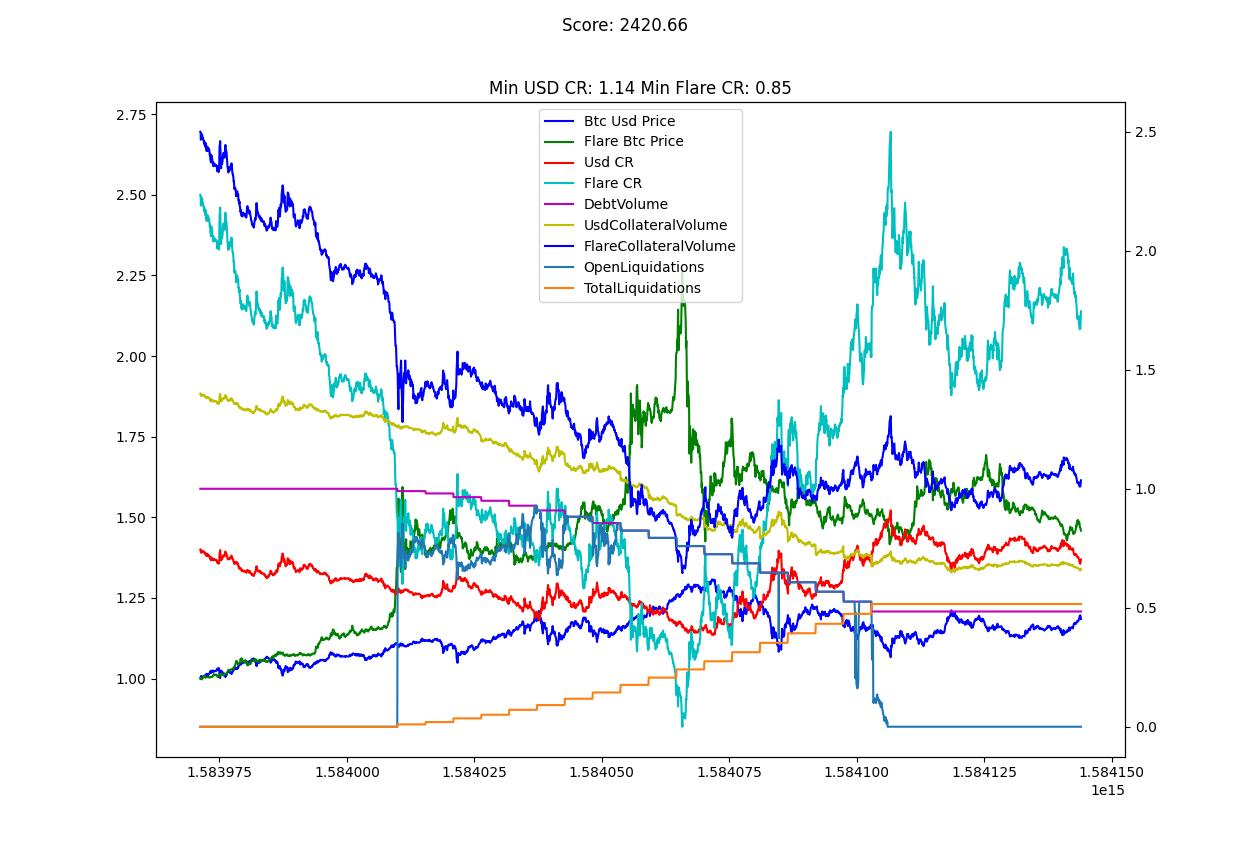 Score: 2420.66
Min USD CR: 1.14 Min Flare CR: 0.85
Btc Usd Price
Flare Btc Price
Usd CR
Flare CR
DebtVolume
UsdCollateralVolume
FlareCollateralVolume
OpenLiquidations
TotalLiquidations
2.75
2.50
2.25
2.00
1.75
1.50
1.25
1.00
2.5
2.0
1.5
1.0
0.5
0.0
1.583975
1.584000
1.584025
1.584050
1.584075
1.584100
1.584125
1.584150
1e15